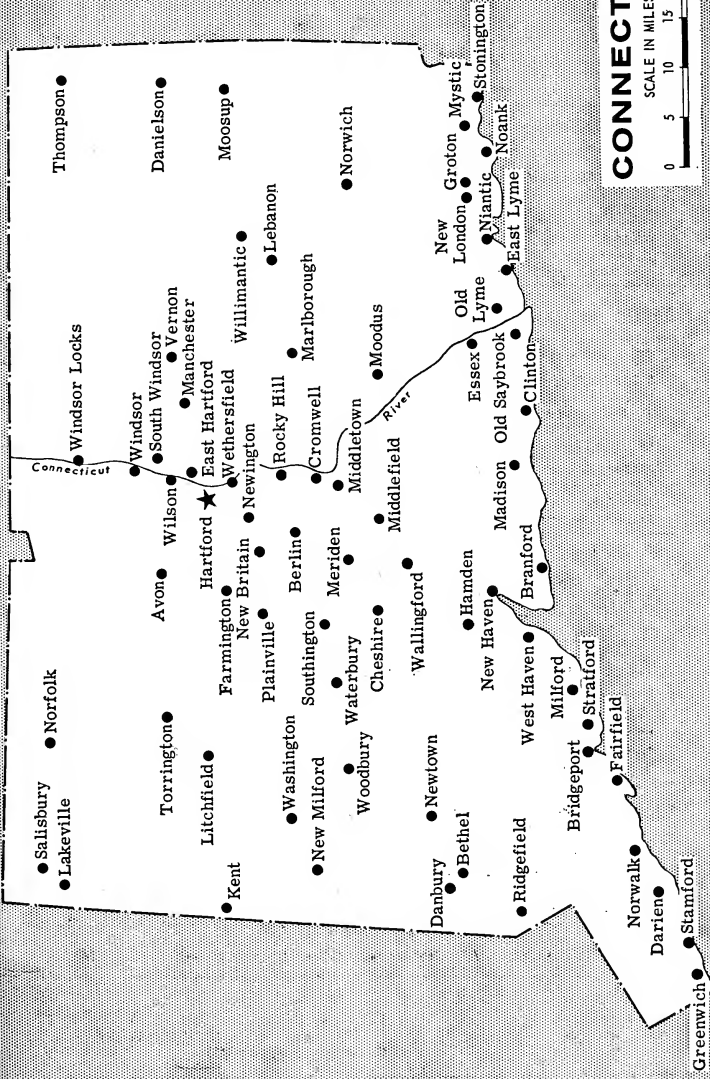 Thompson
Danielson
Moosup
Norwich
Mystic
Stonington
Groton
Noank
New
London
Niantic
East Lyme
Lebanon
Willimantic
Old
Lyme
Windsor Locks
Vernon
Manchester
South Windsor
Windsor
East Hartford
Marlborough
Moodus
Essex
Old Saybrook
Clinton
Connecticut
River
Wethersfield
Newington
Rocky Hill
Cromwell
Middletown
Middlefield
Madison
Wilson
Hartford
New Britain
Berlin
Meriden
Branford
Avon
Farmington
Plainville
Southington
Cheshire
Wallingford
Hamden
New Haven
West Haven
Norfolk
Salisbury
Lakeville
Torrington
Litchfield
Waterbury
Washington
Woodbury
New Milford
Newtown
Milford
Stratford
Bridgeport
Fairfield
Kent
Danbury
Bethel
Ridgefield
Norwalk
Darien
Stamford
Greenwich
CONNECT
SCALE IN MILES
0 5 10 15